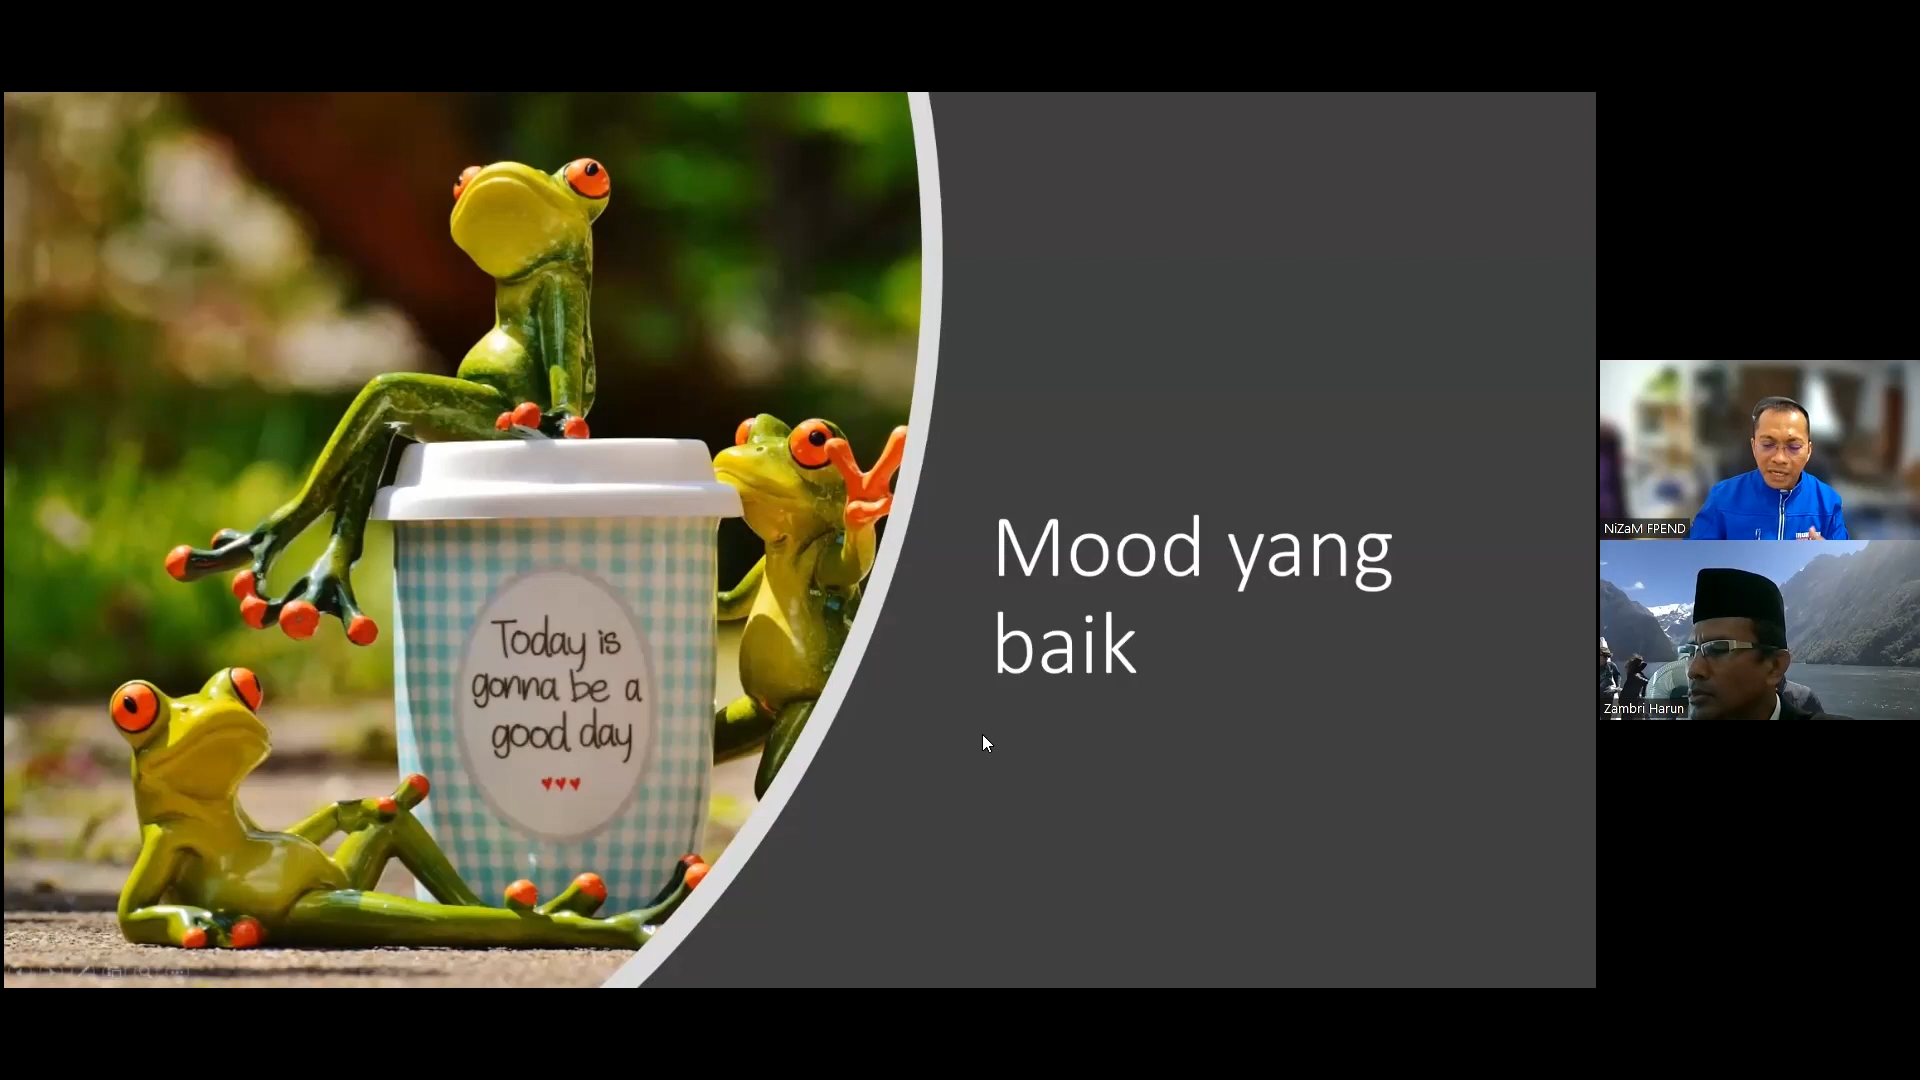 Today is
gonna be a
good day
Mood yang
baik
NiZaM FPEND
Zambri Harun